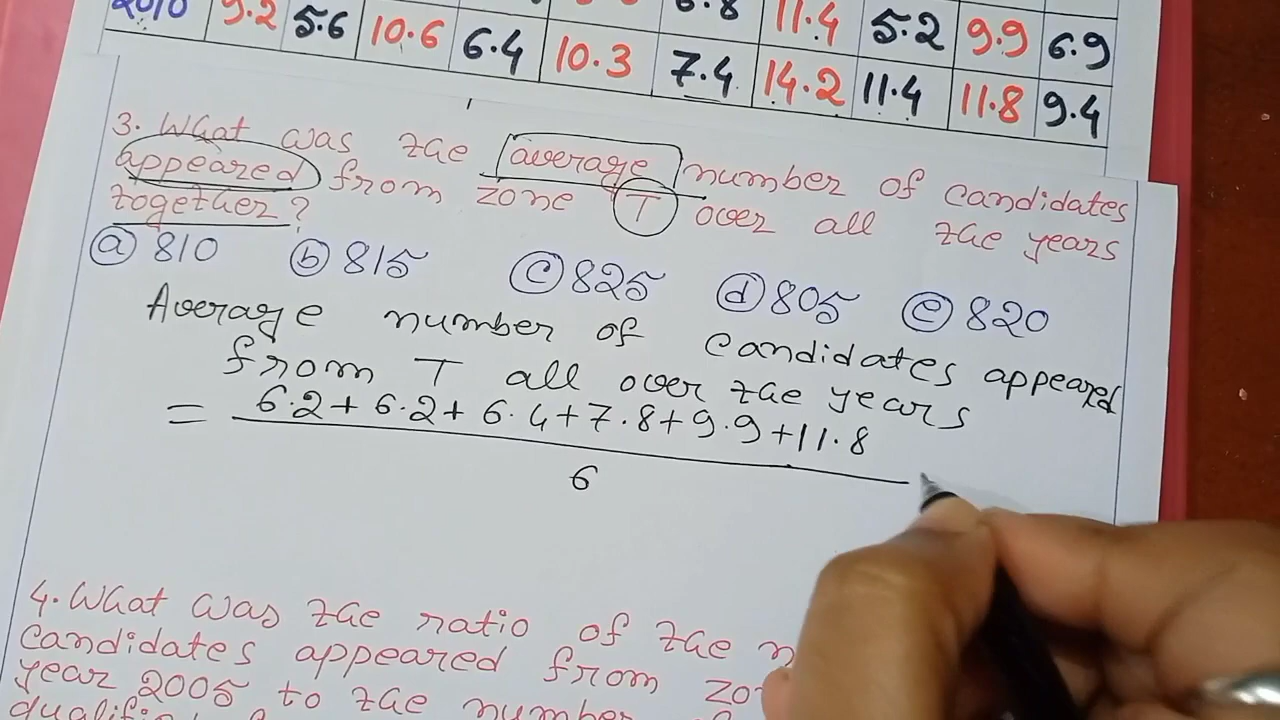 6.8 11.4 5.2 9.9 6.9
2010 9.2 5.6 10.6 6.4 10.3 7.4 14.2 11.4 11.8 9.4
3. What was the average number of candidates
appeared from zone T over all the years
together?
ⓐ 810 ⓑ 815 ⓒ 825 ⓓ 805 ⓔ 820
Average number of candidates appeared
from T all over the years
= 6.2 + 6.2 + 6.4 + 7.8 + 9.9 + 11.8
6
4. What was the ratio of the
candidates appeared from
year 2005 to the number